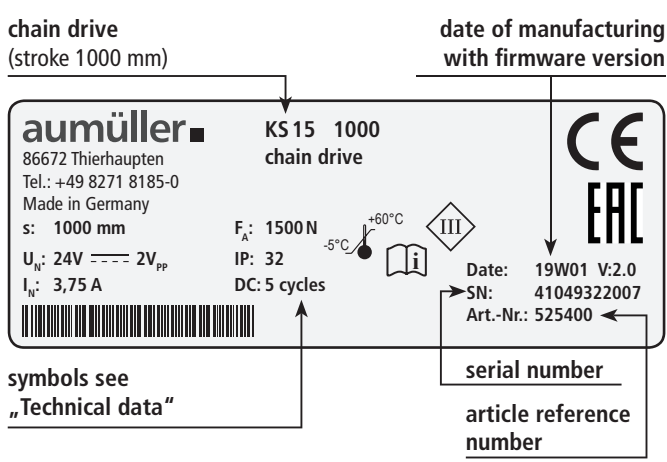 chain drive
(stroke 1000 mm)
date of manufacturing
with firmware version
aumüller
86672 Thierhaupten
Tel.: +49 8271 8185-0
Made in Germany
s: 1000 mm
U_N: 24V ⎓ 2V_PP
I_N: 3,75 A
KS 15 1000
chain drive
F_A: 1500 N
IP: 32
DC: 5 cycles
+60°C
-5°C
i
III
CE
EAC
Date: 19W01 V:2.0
SN: 41049322007
Art.-Nr.: 525400
symbols see
„Technical data“
serial number
article reference
number